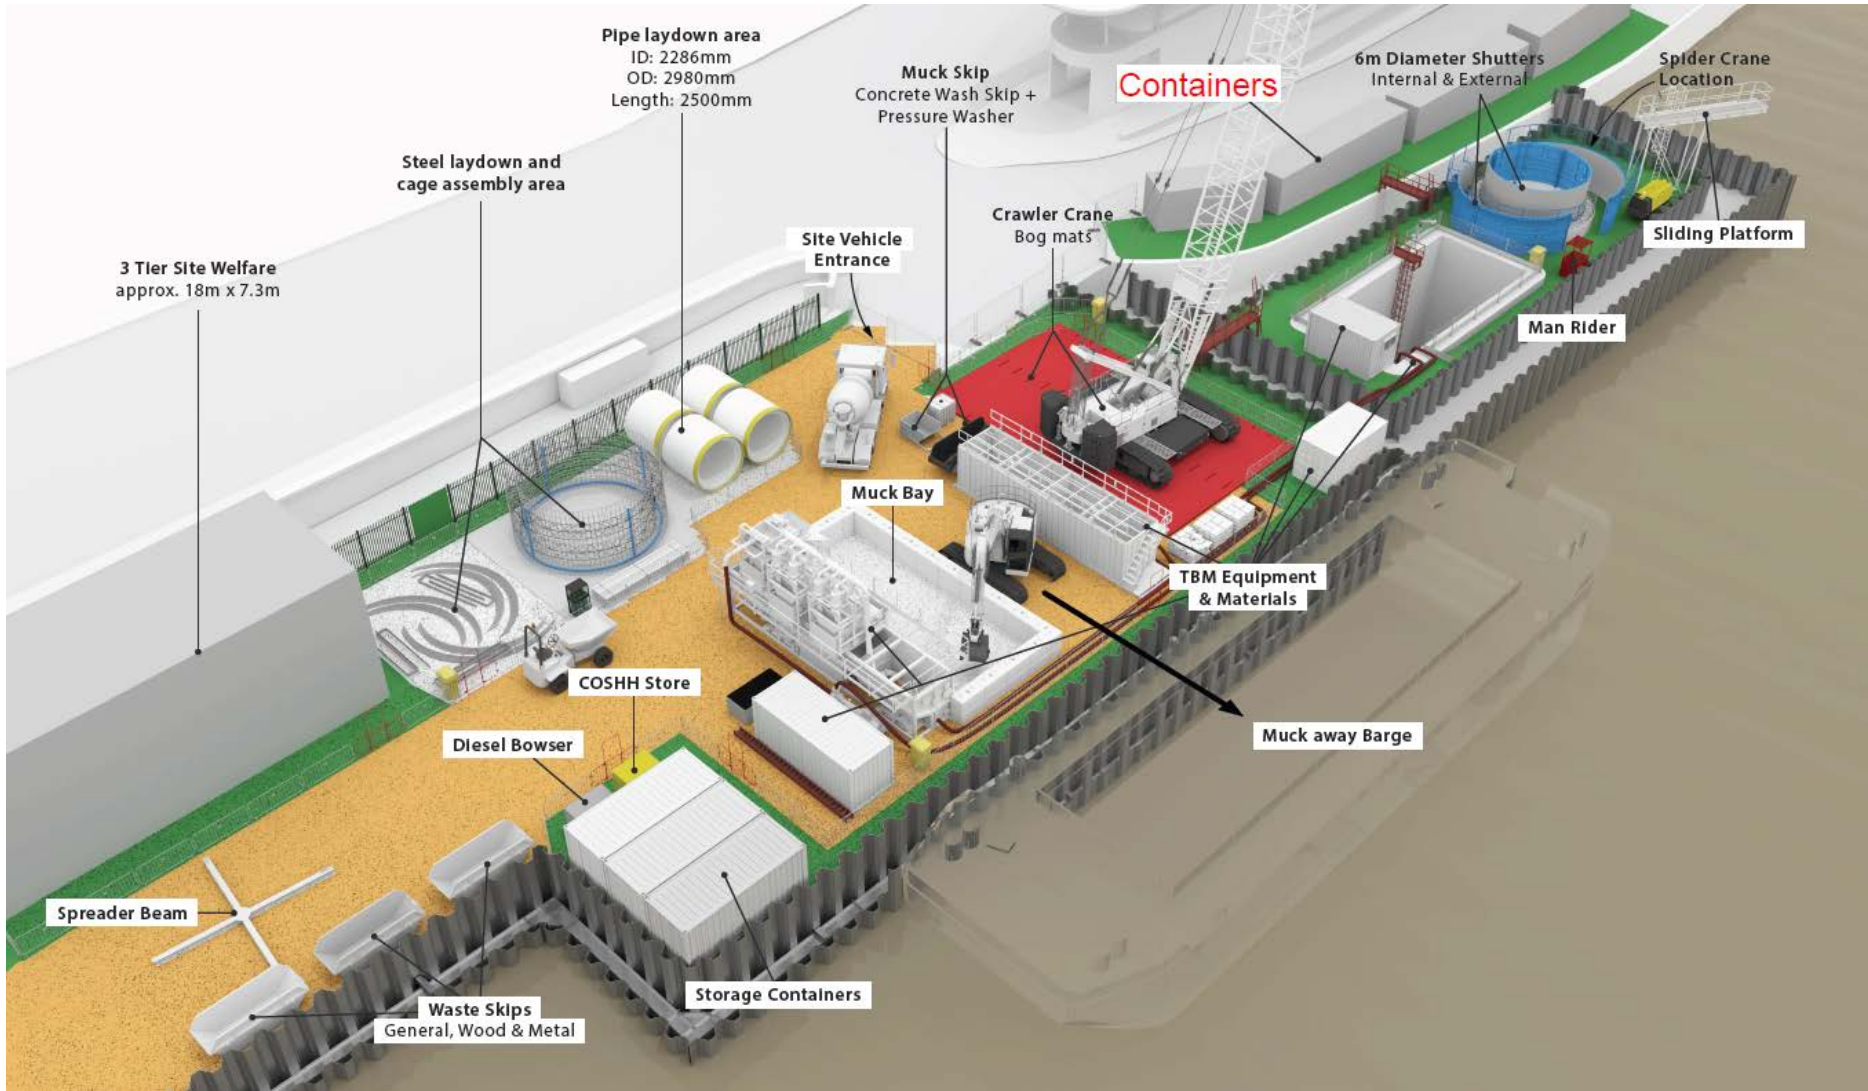 Pipe laydown area
ID: 2286mm
OD: 2980mm
Length: 2500mm
Muck Skip
Concrete Wash Skip +
Pressure Washer
Containers
6m Diameter Shutters
Internal & External
Spider Crane
Location
Steel laydown and
cage assembly area
Crawler Crane
Bog mats
Site Vehicle
Entrance
Sliding Platform
3 Tier Site Welfare
approx. 18m x 7.3m
Man Rider
Muck Bay
TBM Equipment
& Materials
COSHH Store
Diesel Bowser
Muck away Barge
Spreader Beam
Storage Containers
Waste Skips
General, Wood & Metal